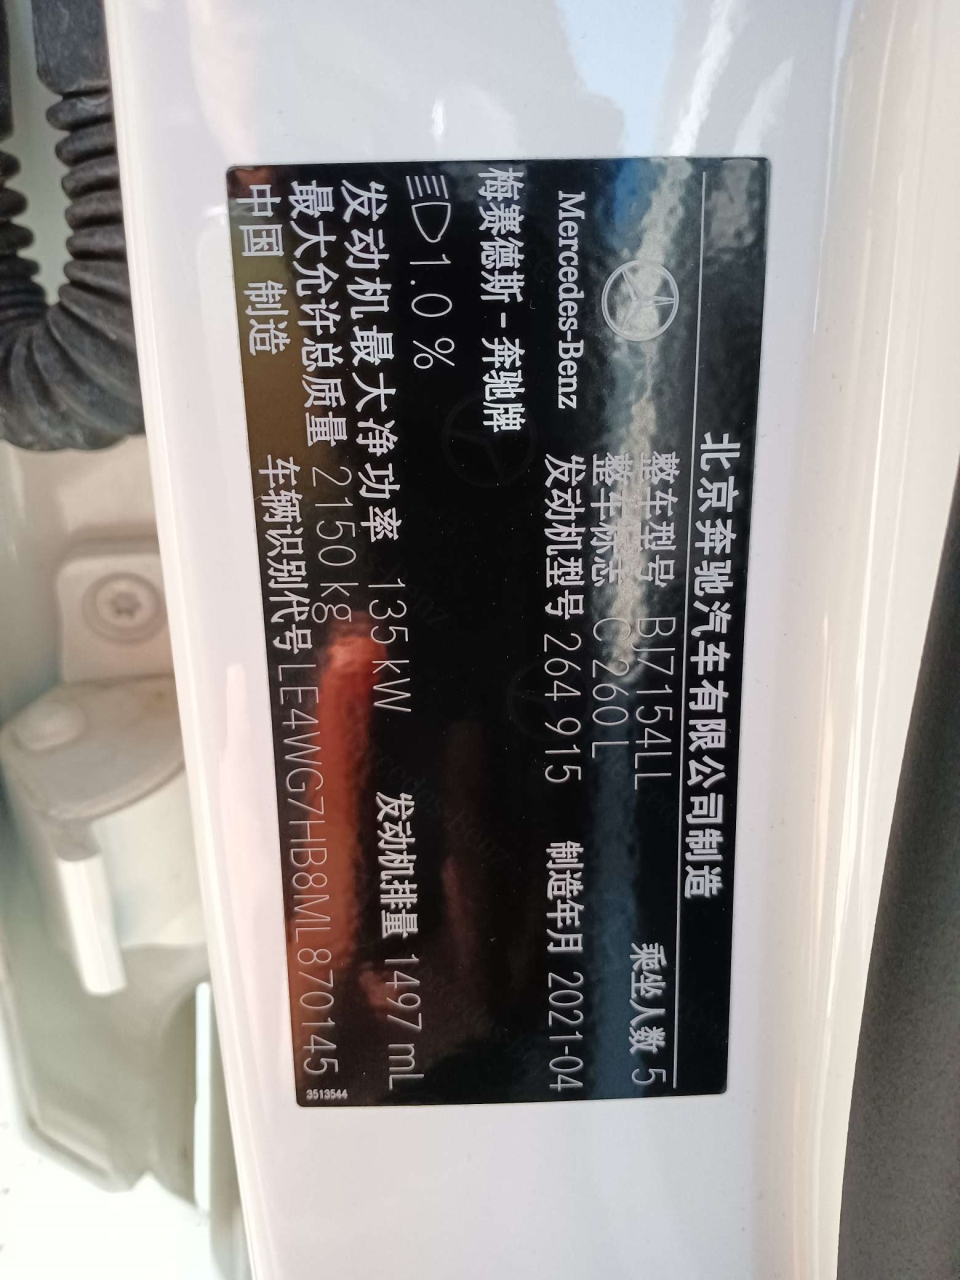 北京奔驰汽车有限公司制造
整车型号 BJ7154LL 乘坐人数 5
整车标志 C 260 L
Mercedes-Benz 发动机型号 264 915 制造年月 2021-04
梅赛德斯-奔驰牌
1.0 %
发动机最大净功率 135 kW 发动机排量 1497 mL
最大允许总质量 2150 kg
中国 制造 车辆识别代号 LE4WG7HB8ML870145
3513544